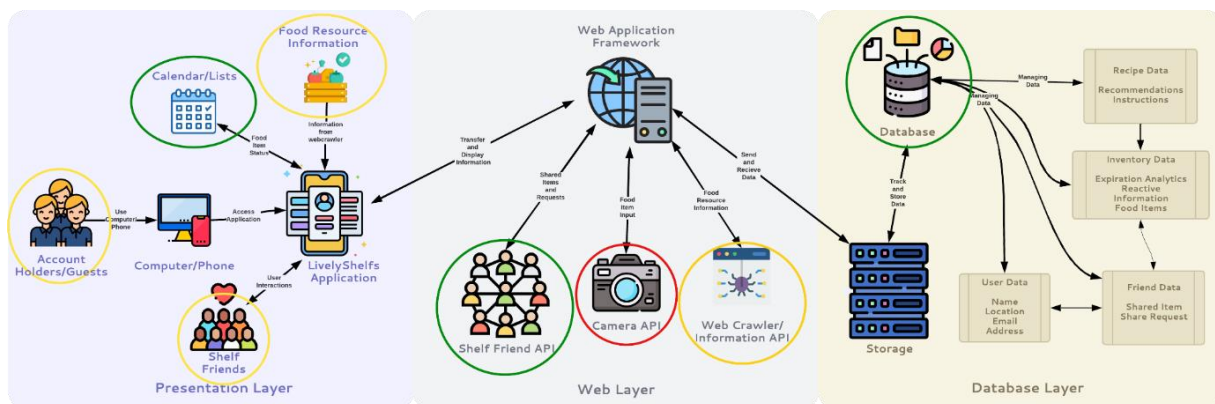 Food Resource
Information
Calendar/Lists
Food
Item
Status
Information
from
webcrawler
Account
Holders/Guests
Use
Computer/
Phone
Computer/Phone
Access
Application
LivelyShelfs
Application
User
Interactions
Shelf
Friends
Presentation Layer
Web Application
Framework
Transfer
and
Display
Information
Shared
Items
and
Requests
Food
Item
Input
Food
Resource
Information
Send
and
Recieve
Data
Shelf Friend API
Camera API
Web Crawler/
Information API
Web Layer
Database
Managing
Data
Managing
Data
Track
and
Store
Data
Storage
Recipe Data
Recommendations
Instructions
Inventory Data
Expiration Analytics
Reactive
Information
Food Items
User Data
Name
Location
Email
Address
Friend Data
Shared Item
Share Request
Database Layer